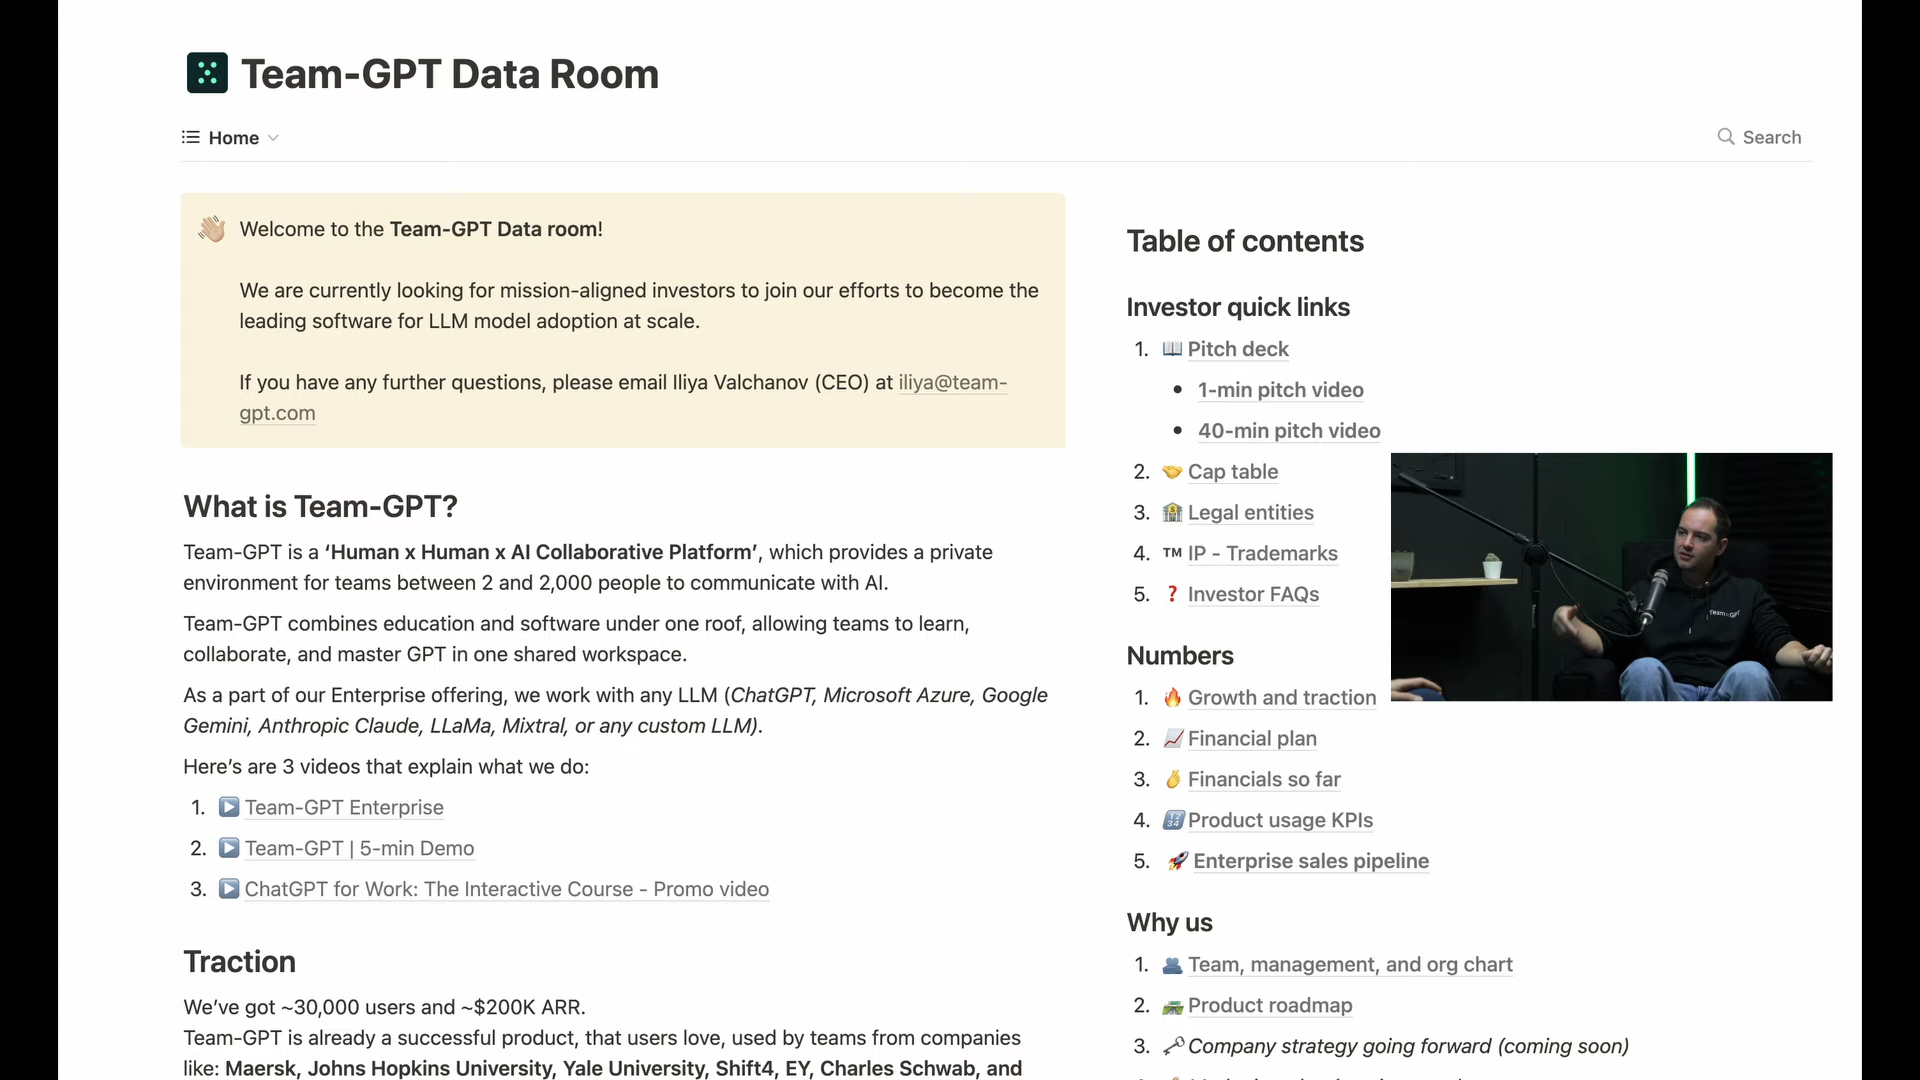 Team-GPT Data Room
Home
Search
Welcome to the Team-GPT Data room!
We are currently looking for mission-aligned investors to join our efforts to become the
leading software for LLM model adoption at scale.
If you have any further questions, please email Iliya Valchanov (CEO) at iliya@team-
gpt.com
What is Team-GPT?
Team-GPT is a ‘Human x Human x AI Collaborative Platform’, which provides a private
environment for teams between 2 and 2,000 people to communicate with AI.
Team-GPT combines education and software under one roof, allowing teams to learn,
collaborate, and master GPT in one shared workspace.
As a part of our Enterprise offering, we work with any LLM (ChatGPT, Microsoft Azure, Google
Gemini, Anthropic Claude, LLaMa, Mixtral, or any custom LLM).
Here’s are 3 videos that explain what we do:
1. Team-GPT Enterprise
2. Team-GPT | 5-min Demo
3. ChatGPT for Work: The Interactive Course - Promo video
Traction
We’ve got ~30,000 users and ~$200K ARR.
Team-GPT is already a successful product, that users love, used by teams from companies
like: Maersk, Johns Hopkins University, Yale University, Shift4, EY, Charles Schwab, and
Table of contents
Investor quick links
1. Pitch deck
• 1-min pitch video
• 40-min pitch video
2. Cap table
3. Legal entities
4. ™ IP - Trademarks
5. ❓ Investor FAQs
Numbers
1. Growth and traction
2. Financial plan
3. Financials so far
4. Product usage KPIs
5. Enterprise sales pipeline
Why us
1. Team, management, and org chart
2. Product roadmap
3. Company strategy going forward (coming soon)
Team-GPT